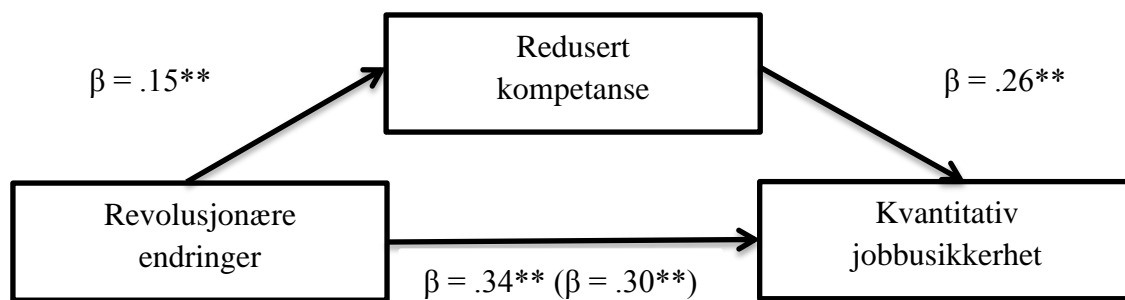 Redusert
kompetanse
β = .15**
β = .26**
Revolusjonære
endringer
Kvantitativ
jobbusikkerhet
β = .34** (β = .30**)